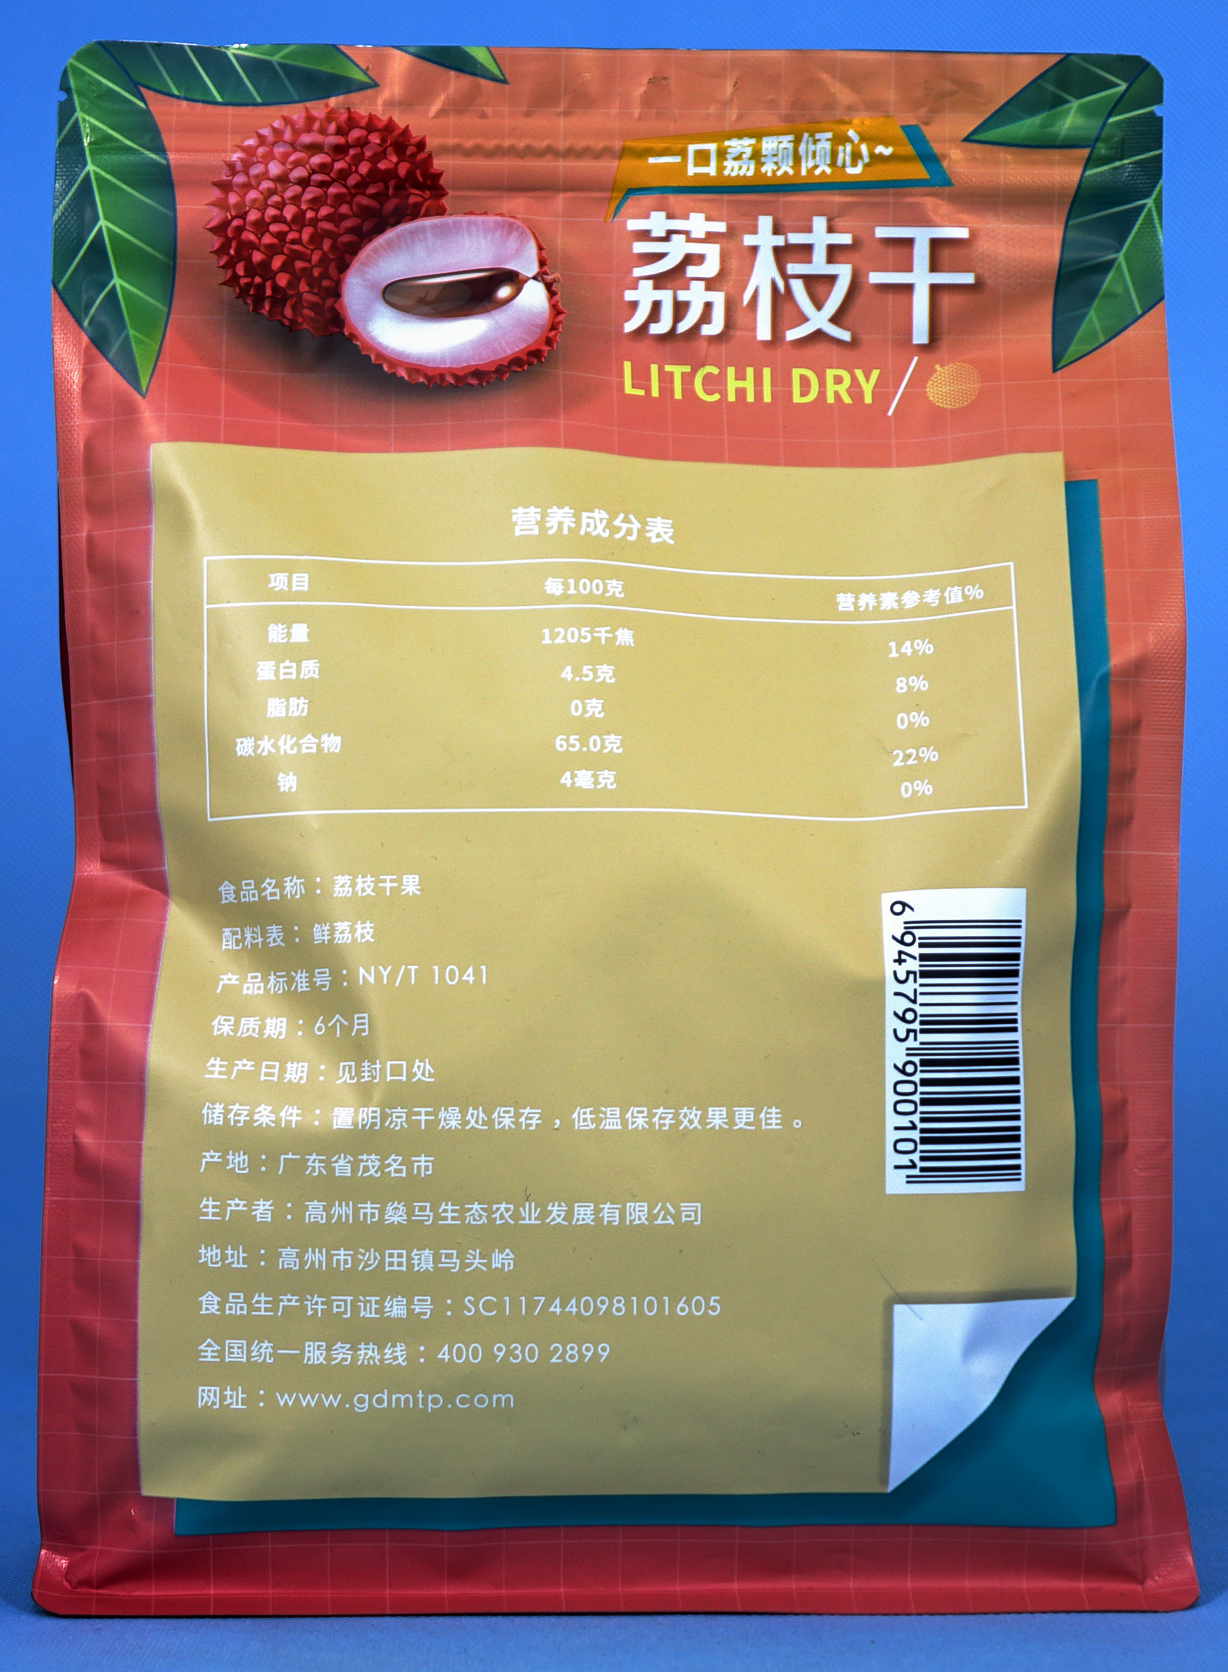 一口荔颗倾心~
荔枝干
LITCHI DRY/
营养成分表
项目 每100克 营养素参考值%
能量 1205千焦 14%
蛋白质 4.5克 8%
脂肪 0克 0%
碳水化合物 65.0克 22%
钠 4毫克 0%
食品名称：荔枝干果
配料表：鲜荔枝
产品标准号：NY/T 1041
保质期：6个月
生产日期：见封口处
储存条件：置阴凉干燥处保存，低温保存效果更佳。
产地：广东省茂名市
生产者：高州市燊马生态农业发展有限公司
地址：高州市沙田镇马头岭
食品生产许可证编号：SC11744098101605
全国统一服务热线：400 930 2899
网址：www.gdmtp.com
6 945795 900101